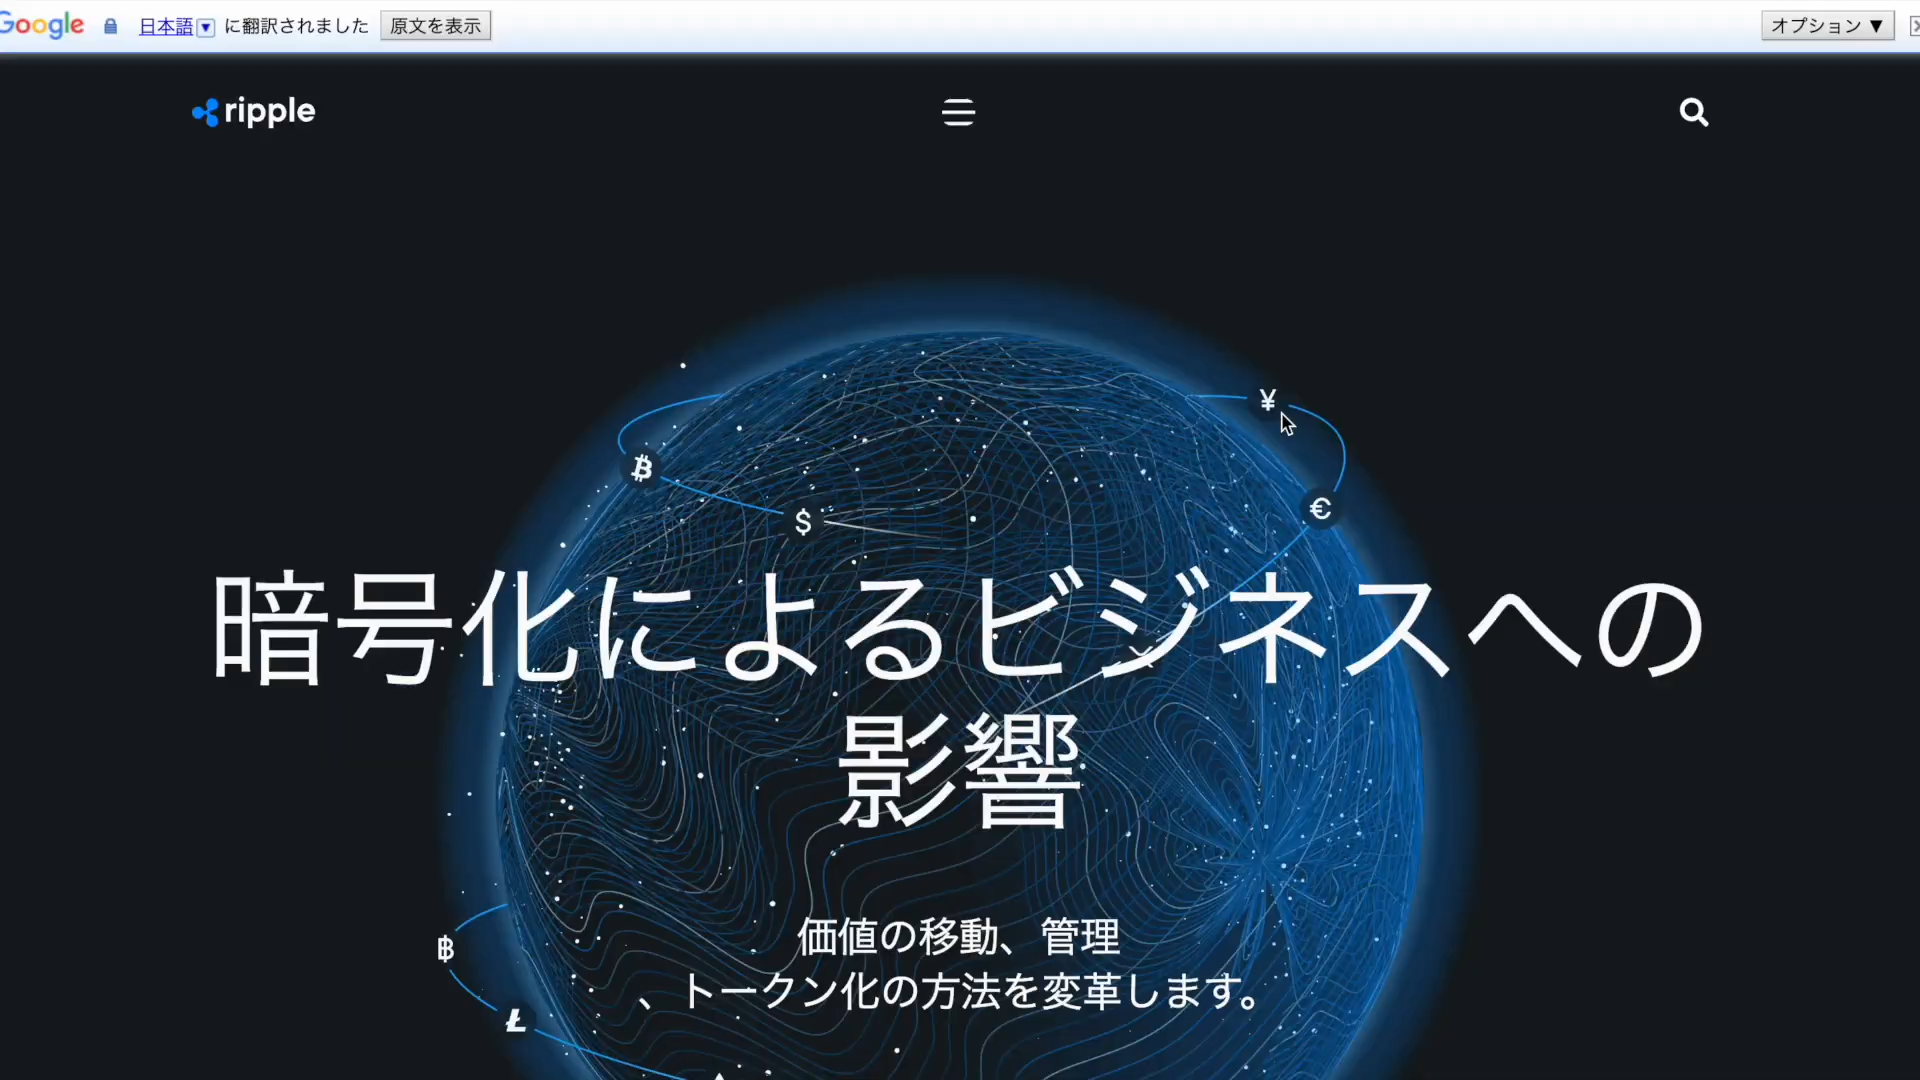 Google 日本語 ▼ に翻訳されました 原文を表示 オプション ▼
ripple
¥
₿
€
$
暗号化によるビジネスへの
影響
価値の移動、管理
、トークン化の方法を変革します。
฿
Ł